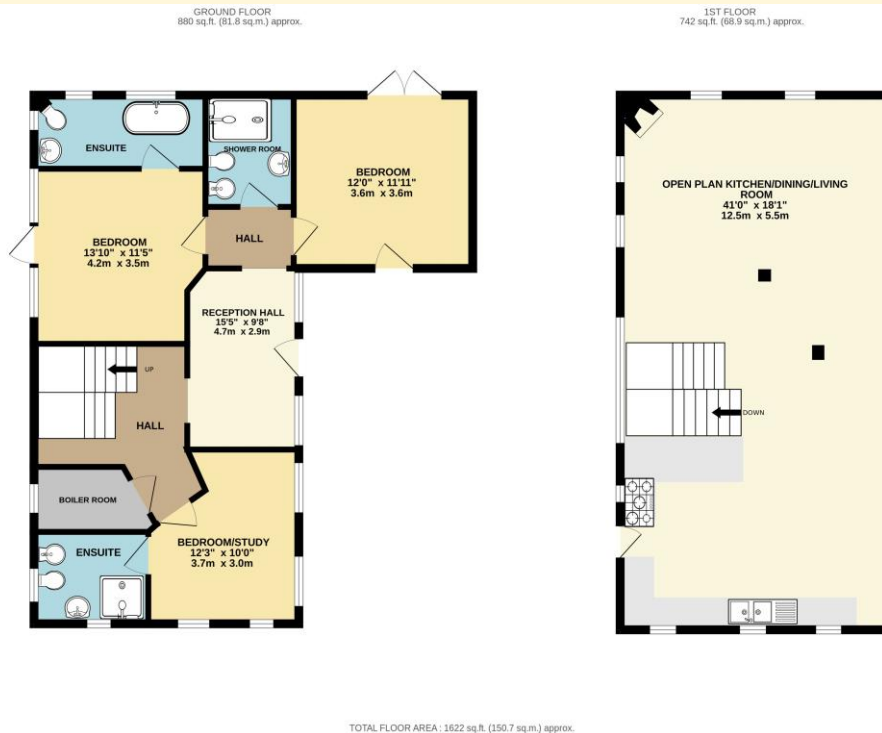 GROUND FLOOR
880 sq.ft. (81.8 sq.m.) approx.
1ST FLOOR
742 sq.ft. (68.9 sq.m.) approx.
ENSUITE
SHOWER ROOM
BEDROOM
12'0" x 11'11"
3.6m x 3.6m
BEDROOM
13'10" x 11'5"
4.2m x 3.5m
HALL
RECEPTION HALL
15'5" x 9'8"
4.7m x 2.9m
UP
HALL
BOILER ROOM
ENSUITE
BEDROOM/STUDY
12'3" x 10'0"
3.7m x 3.0m
OPEN PLAN KITCHEN/DINING/LIVING
ROOM
41'0" x 18'1"
12.5m x 5.5m
DOWN
TOTAL FLOOR AREA : 1622 sq.ft. (150.7 sq.m.) approx.